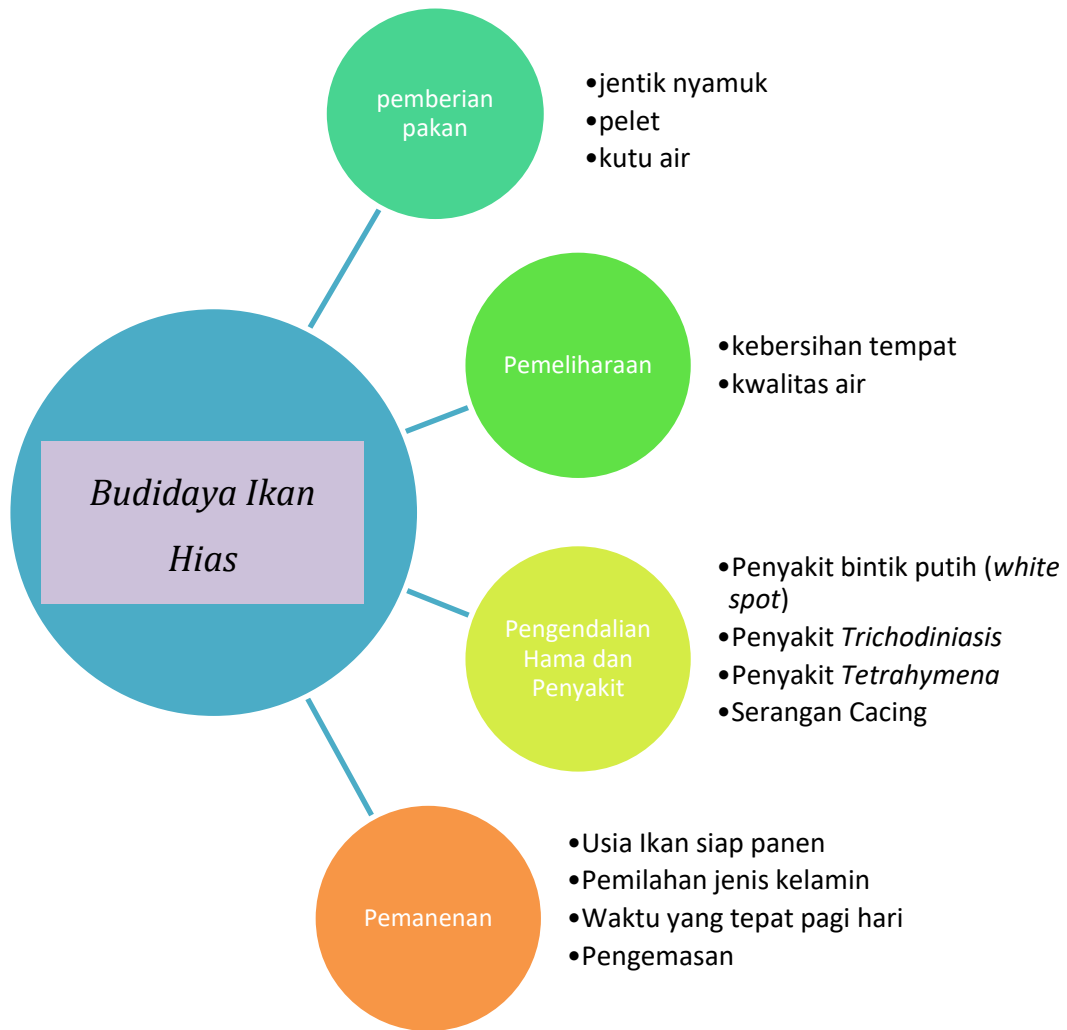 pemberian
pakan
•jentik nyamuk
•pelet
•kutu air
Pemeliharaan
•kebersihan tempat
•kwalitas air
Budidaya Ikan
Hias
Pengendalian
Hama dan
Penyakit
•Penyakit bintik putih (white
spot)
•Penyakit Trichodiniasis
•Penyakit Tetrahymena
•Serangan Cacing
Pemanenan
•Usia Ikan siap panen
•Pemilahan jenis kelamin
•Waktu yang tepat pagi hari
•Pengemasan